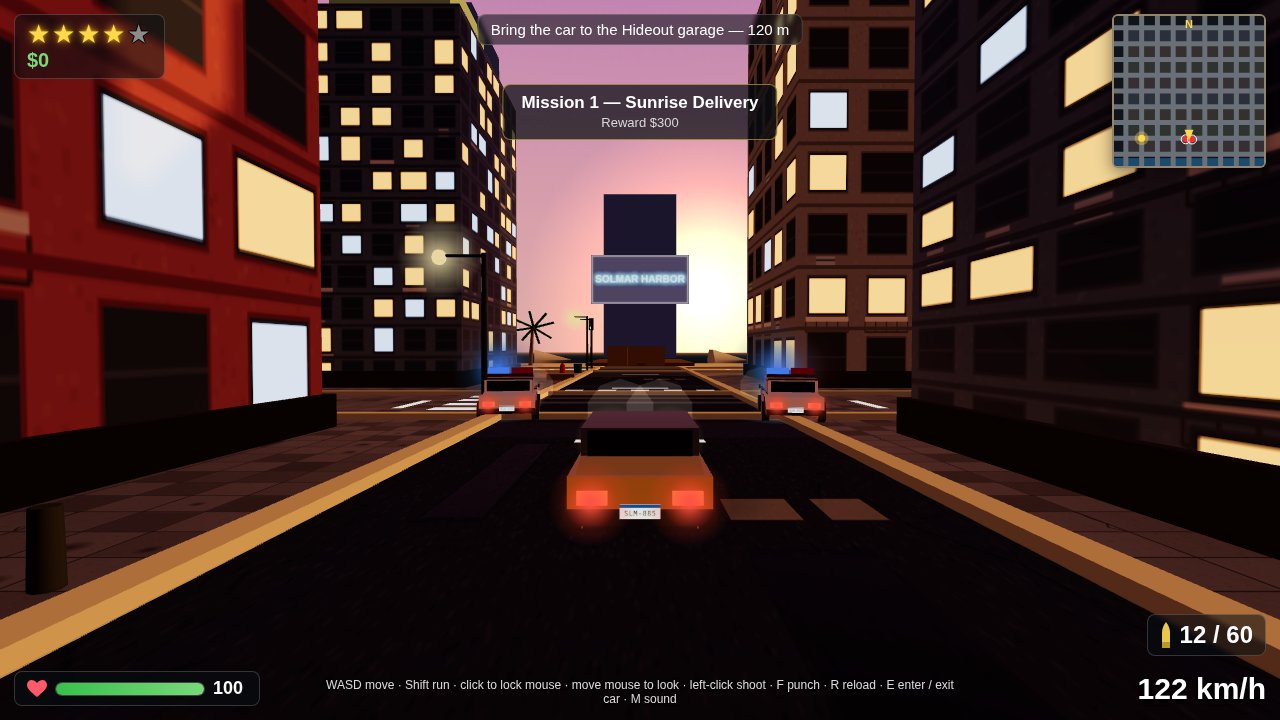 $0
Bring the car to the Hideout garage — 120 m
Mission 1 — Sunrise Delivery
Reward $300
N
SOLMAR HARBOR
SLM-885
12 / 60
100
WASD move · Shift run · click to lock mouse · move mouse to look · left-click shoot · F punch · R reload · E enter / exit
car · M sound
122 km/h